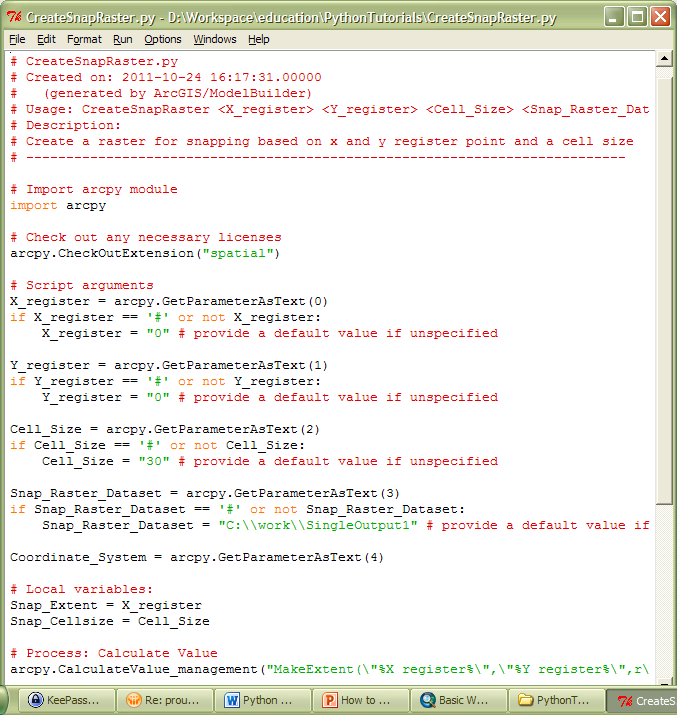 CreateSnapRaster.py - D:\Workspace\education\PythonTutorials\CreateSnapRaster.py
File Edit Format Run Options Windows Help
# CreateSnapRaster.py
# Created on: 2011-10-24 16:17:31.00000
#   (generated by ArcGIS/ModelBuilder)
# Usage: CreateSnapRaster <X_register> <Y_register> <Cell_Size> <Snap_Raster_Dat
# Description:
# Create a raster for snapping based on x and y register point and a cell size
# ---------------------------------------------------------------------------
# Import arcpy module
import arcpy
# Check out any necessary licenses
arcpy.CheckOutExtension("spatial")
# Script arguments
X_register = arcpy.GetParameterAsText(0)
if X_register == '#' or not X_register:
    X_register = "0" # provide a default value if unspecified
Y_register = arcpy.GetParameterAsText(1)
if Y_register == '#' or not Y_register:
    Y_register = "0" # provide a default value if unspecified
Cell_Size = arcpy.GetParameterAsText(2)
if Cell_Size == '#' or not Cell_Size:
    Cell_Size = "30" # provide a default value if unspecified
Snap_Raster_Dataset = arcpy.GetParameterAsText(3)
if Snap_Raster_Dataset == '#' or not Snap_Raster_Dataset:
    Snap_Raster_Dataset = "C:\\work\\SingleOutput1" # provide a default value if
Coordinate_System = arcpy.GetParameterAsText(4)
# Local variables:
Snap_Extent = X_register
Snap_Cellsize = Cell_Size
# Process: Calculate Value
arcpy.CalculateValue_management("MakeExtent(\"%X register%\",\"%Y register%\",r\
KeePass... Re: prou... Python ... How to ... Basic W... PythonT... CreateS